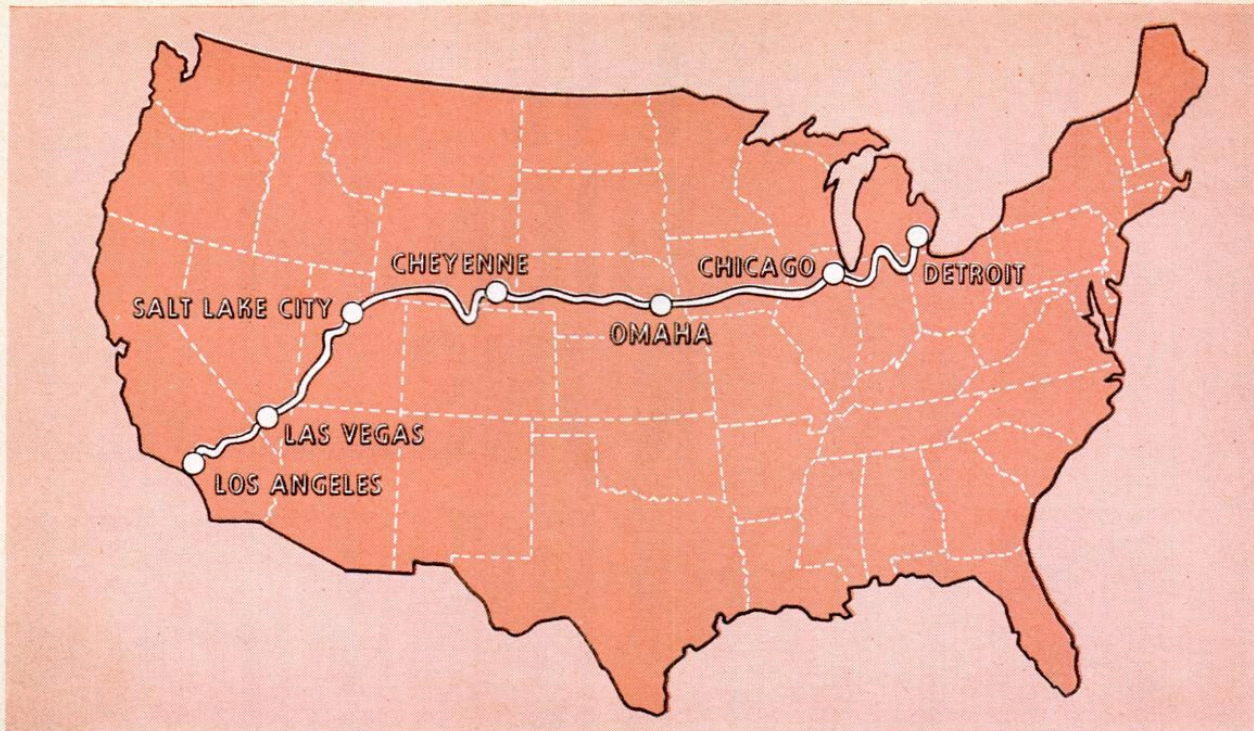 CHEYENNE
CHICAGO
DETROIT
SALT LAKE CITY
OMAHA
LAS VEGAS
LOS ANGELES